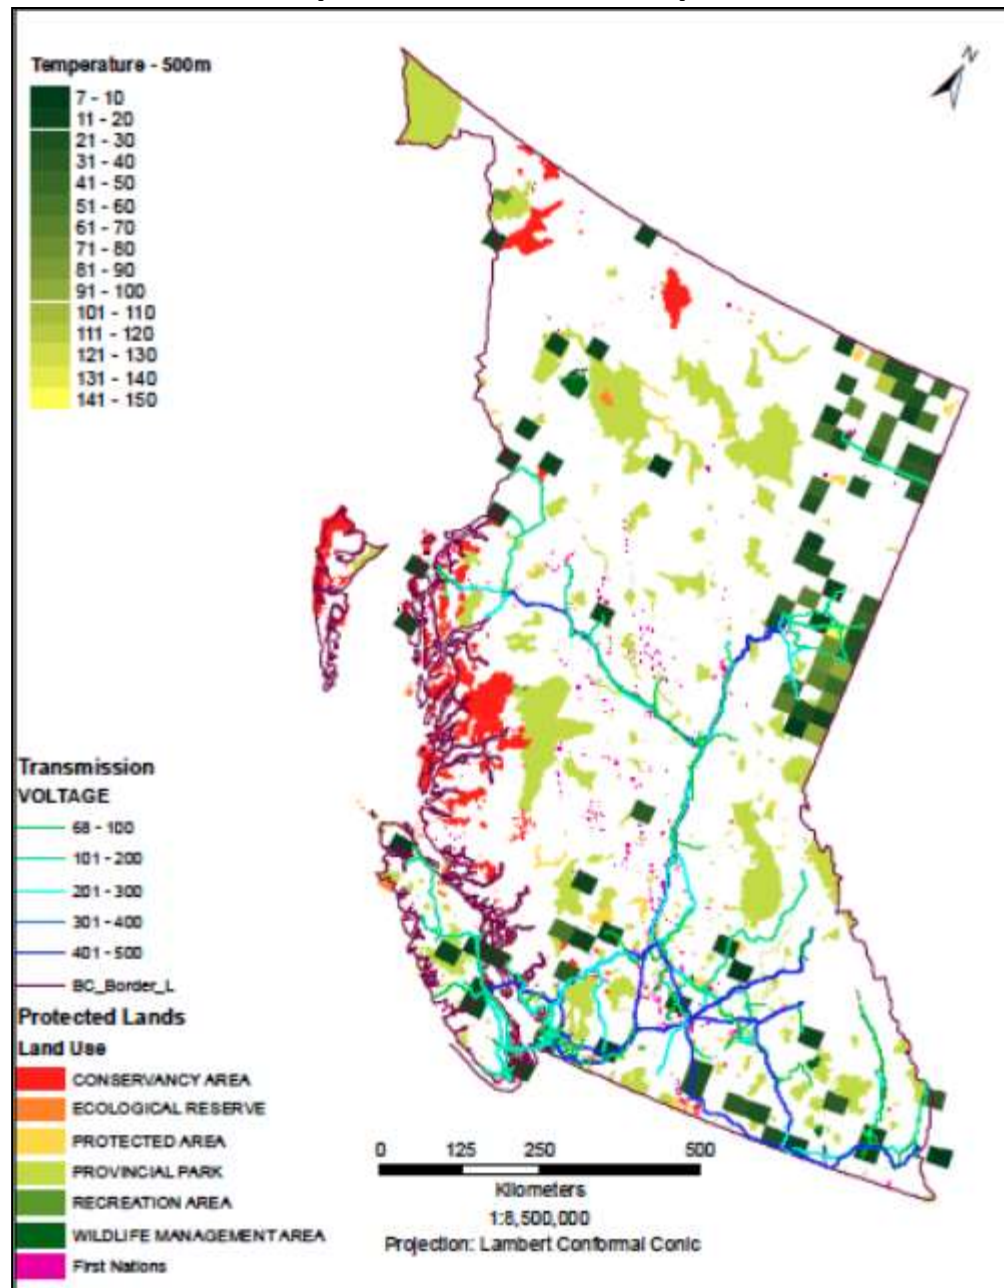 N
Temperature - 500m
7 - 10
11 - 20
21 - 30
31 - 40
41 - 50
51 - 60
61 - 70
71 - 80
81 - 90
91 - 100
101 - 110
111 - 120
121 - 130
131 - 140
141 - 150
Transmission
VOLTAGE
68 - 100
101 - 200
201 - 300
301 - 400
401 - 500
BC_Border_L
Protected Lands
Land Use
CONSERVANCY AREA
ECOLOGICAL RESERVE
PROTECTED AREA
PROVINCIAL PARK
RECREATION AREA
WILDLIFE MANAGEMENT AREA
First Nations
0 125 250 500
Kilometers
1:8,500,000
Projection: Lambert Conformal Conic